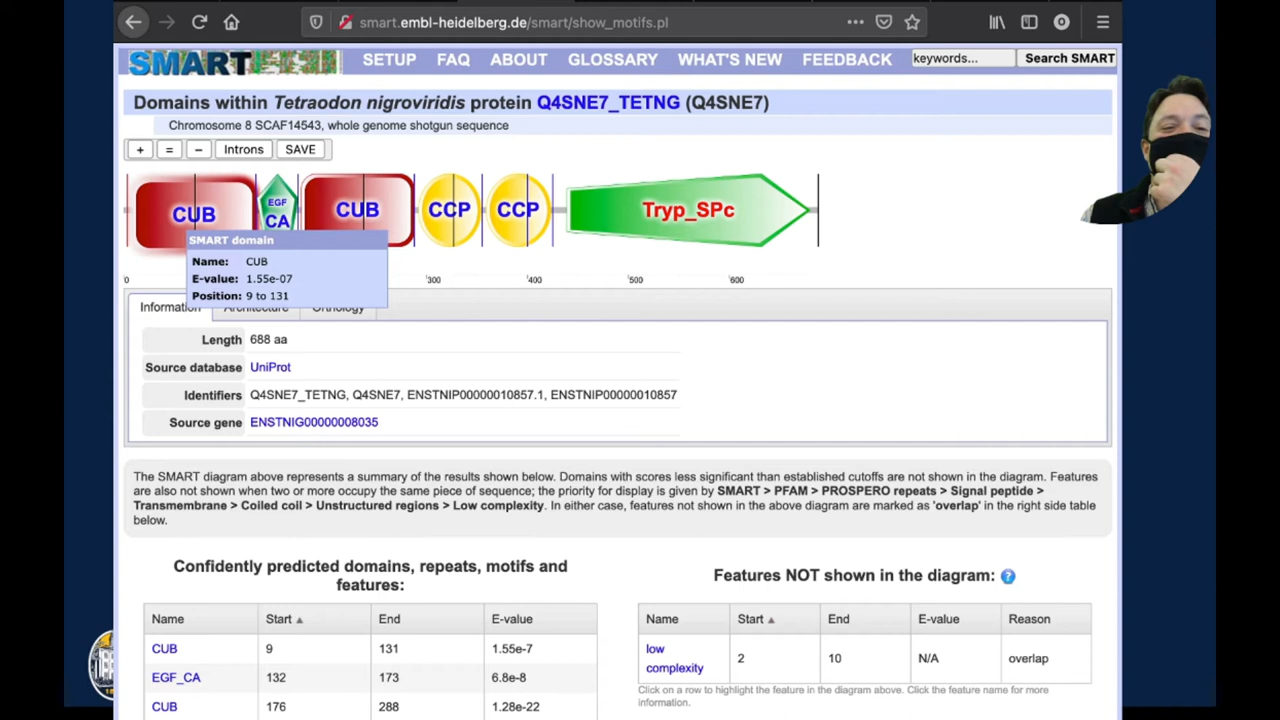 smart.embl-heidelberg.de/smart/show_motifs.pl
SMART SETUP FAQ ABOUT GLOSSARY WHAT'S NEW FEEDBACK keywords... Search SMART
Domains within Tetraodon nigroviridis protein Q4SNE7_TETNG (Q4SNE7)
Chromosome 8 SCAF14543, whole genome shotgun sequence
+ = − Introns SAVE
CUB EGF CA CUB CCP CCP Tryp_SPc
SMART domain
Name: CUB
E-value: 1.55e-07
Position: 9 to 131
0 300 400 500 600
Information Architecture Orthology
Length 688 aa
Source database UniProt
Identifiers Q4SNE7_TETNG, Q4SNE7, ENSTNIP00000010857.1, ENSTNIP00000010857
Source gene ENSTNIG00000008035
The SMART diagram above represents a summary of the results shown below. Domains with scores less significant than established cutoffs are not shown in the diagram. Features
are also not shown when two or more occupy the same piece of sequence; the priority for display is given by SMART > PFAM > PROSPERO repeats > Signal peptide >
Transmembrane > Coiled coil > Unstructured regions > Low complexity. In either case, features not shown in the above diagram are marked as 'overlap' in the right side table
below.
Confidently predicted domains, repeats, motifs and
features:
Name Start End E-value
CUB 9 131 1.55e-7
EGF_CA 132 173 6.8e-8
CUB 176 288 1.28e-22
Features NOT shown in the diagram:
Name Start End E-value Reason
low
complexity 2 10 N/A overlap
Click on a row to highlight the feature in the diagram above. Click the feature name for more
information.